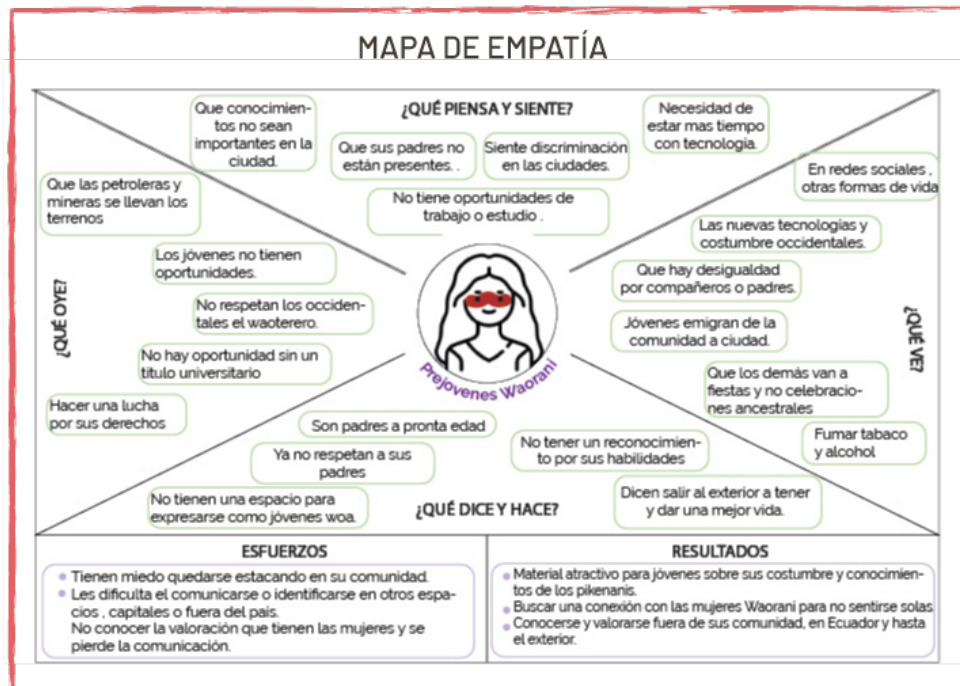 MAPA DE EMPATÍA
¿QUÉ PIENSA Y SIENTE?
Que conocimien-
tos no sean
importantes en la
ciudad.
Que sus padres no
están presentes. .
Siente discriminación
en las ciudades.
Necesidad de
estar mas tiempo
con tecnología.
No tiene oportunidades de
trabajo o estudio .
¿QUÉ OYE?
Que las petroleras y
mineras se llevan los
terrenos
Los jóvenes no tienen
oportunidades.
No respetan los occiden-
tales el waoterero.
No hay oportunidad sin un
titulo universitario
Hacer una lucha
por sus derechos
Prejovenes Waorani
¿QUÉ VE?
En redes sociales ,
otras formas de vida
Las nuevas tecnologías y
costumbre occidentales.
Que hay desigualdad
por compañeros o padres.
Jóvenes emigran de la
comunidad a ciudad.
Que los demás van a
fiestas y no celebracio-
nes ancestrales
Fumar tabaco
y alcohol
¿QUÉ DICE Y HACE?
Son padres a pronta edad
Ya no respetan a sus
padres
No tienen una espacio para
expresarse como jóvenes woa.
No tener un reconocimien-
to por sus habilidades
Dicen salir al exterior a tener
y dar una mejor vida.
ESFUERZOS
Tienen miedo quedarse estacando en su comunidad.
Les dificulta el comunicarse o identificarse en otros espa-
cios , capitales o fuera del país.
No conocer la valoración que tienen las mujeres y se
pierde la comunicación.
RESULTADOS
Material atractivo para jóvenes sobre sus costumbre y conocimien-
tos de los pikenanis.
Buscar una conexión con las mujeres Waorani para no sentirse solas
Conocerse y valorarse fuera de sus comunidad, en Ecuador y hasta
el exterior.